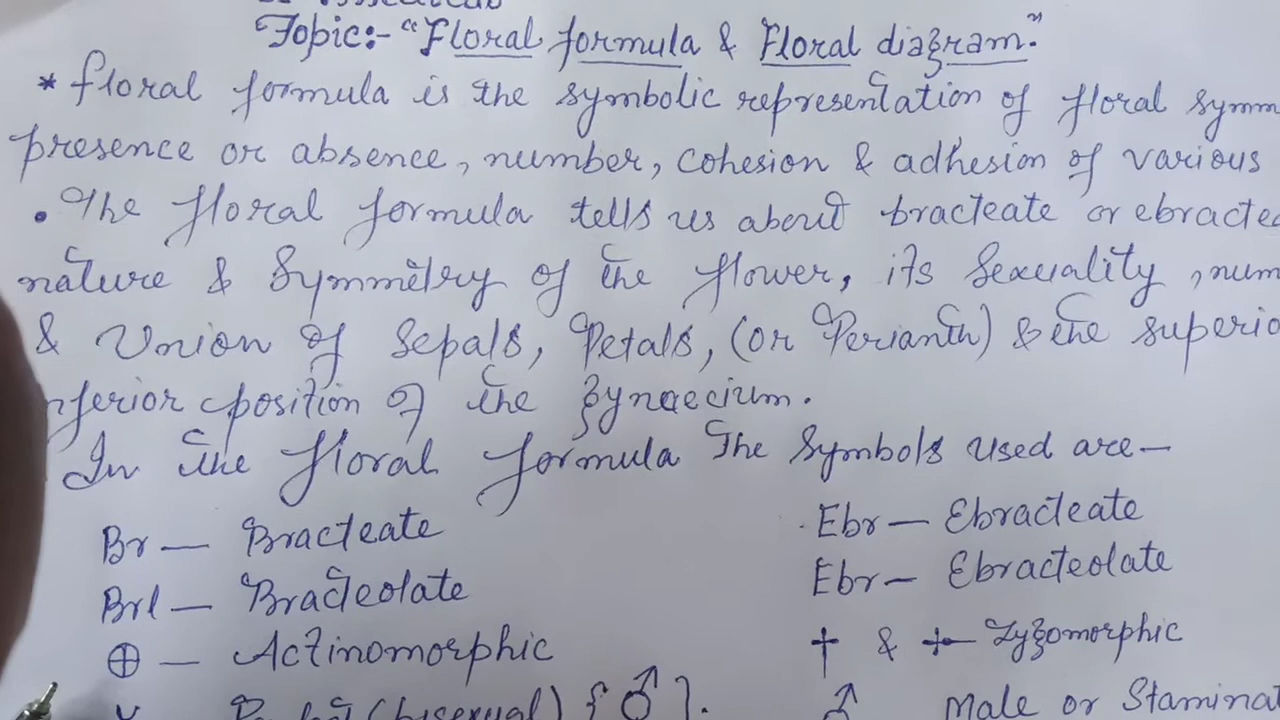 Topic:- "Floral formula & Floral diagram."
* floral formula is the symbolic representation of floral symm
presence or absence, number, cohesion & adhesion of various
• The floral formula tells us about bracteate or ebractea
nature & Symmetry of the flower, its Sexuality, num
& Union of Sepals, Petals, (or Perianth) & the superio
nferior position of the gynaecium.
In the floral formula The Symbols used are—
Br — Bracteate Ebr — Ebracteate
Brl — Bracteolate Ebr — Ebracteolate
⊕ — Actinomorphic † & Zygomorphic
(bisexual) { ♂ }. ♂ Male or Staminat